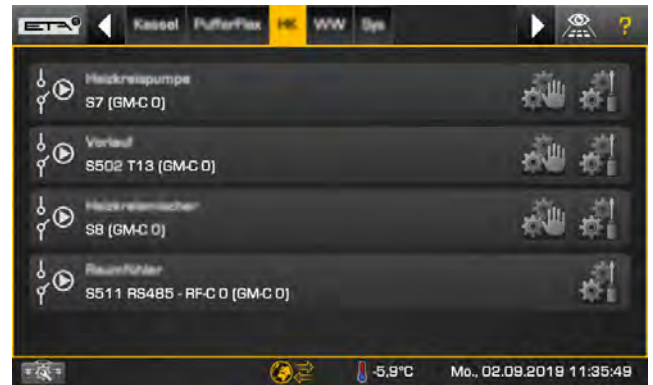 ETA
Kessel PufferFlex HK WW Sys ?
Heizkreispumpe
S7 (GM-C 0)
Vorlauf
S502 T13 (GM-C 0)
Heizkreismischer
S8 (GM-C 0)
Raumfühler
S511 RS485 - RF-C 0 (GM-C 0)
-5,9°C Mo., 02.09.2019 11:35:49